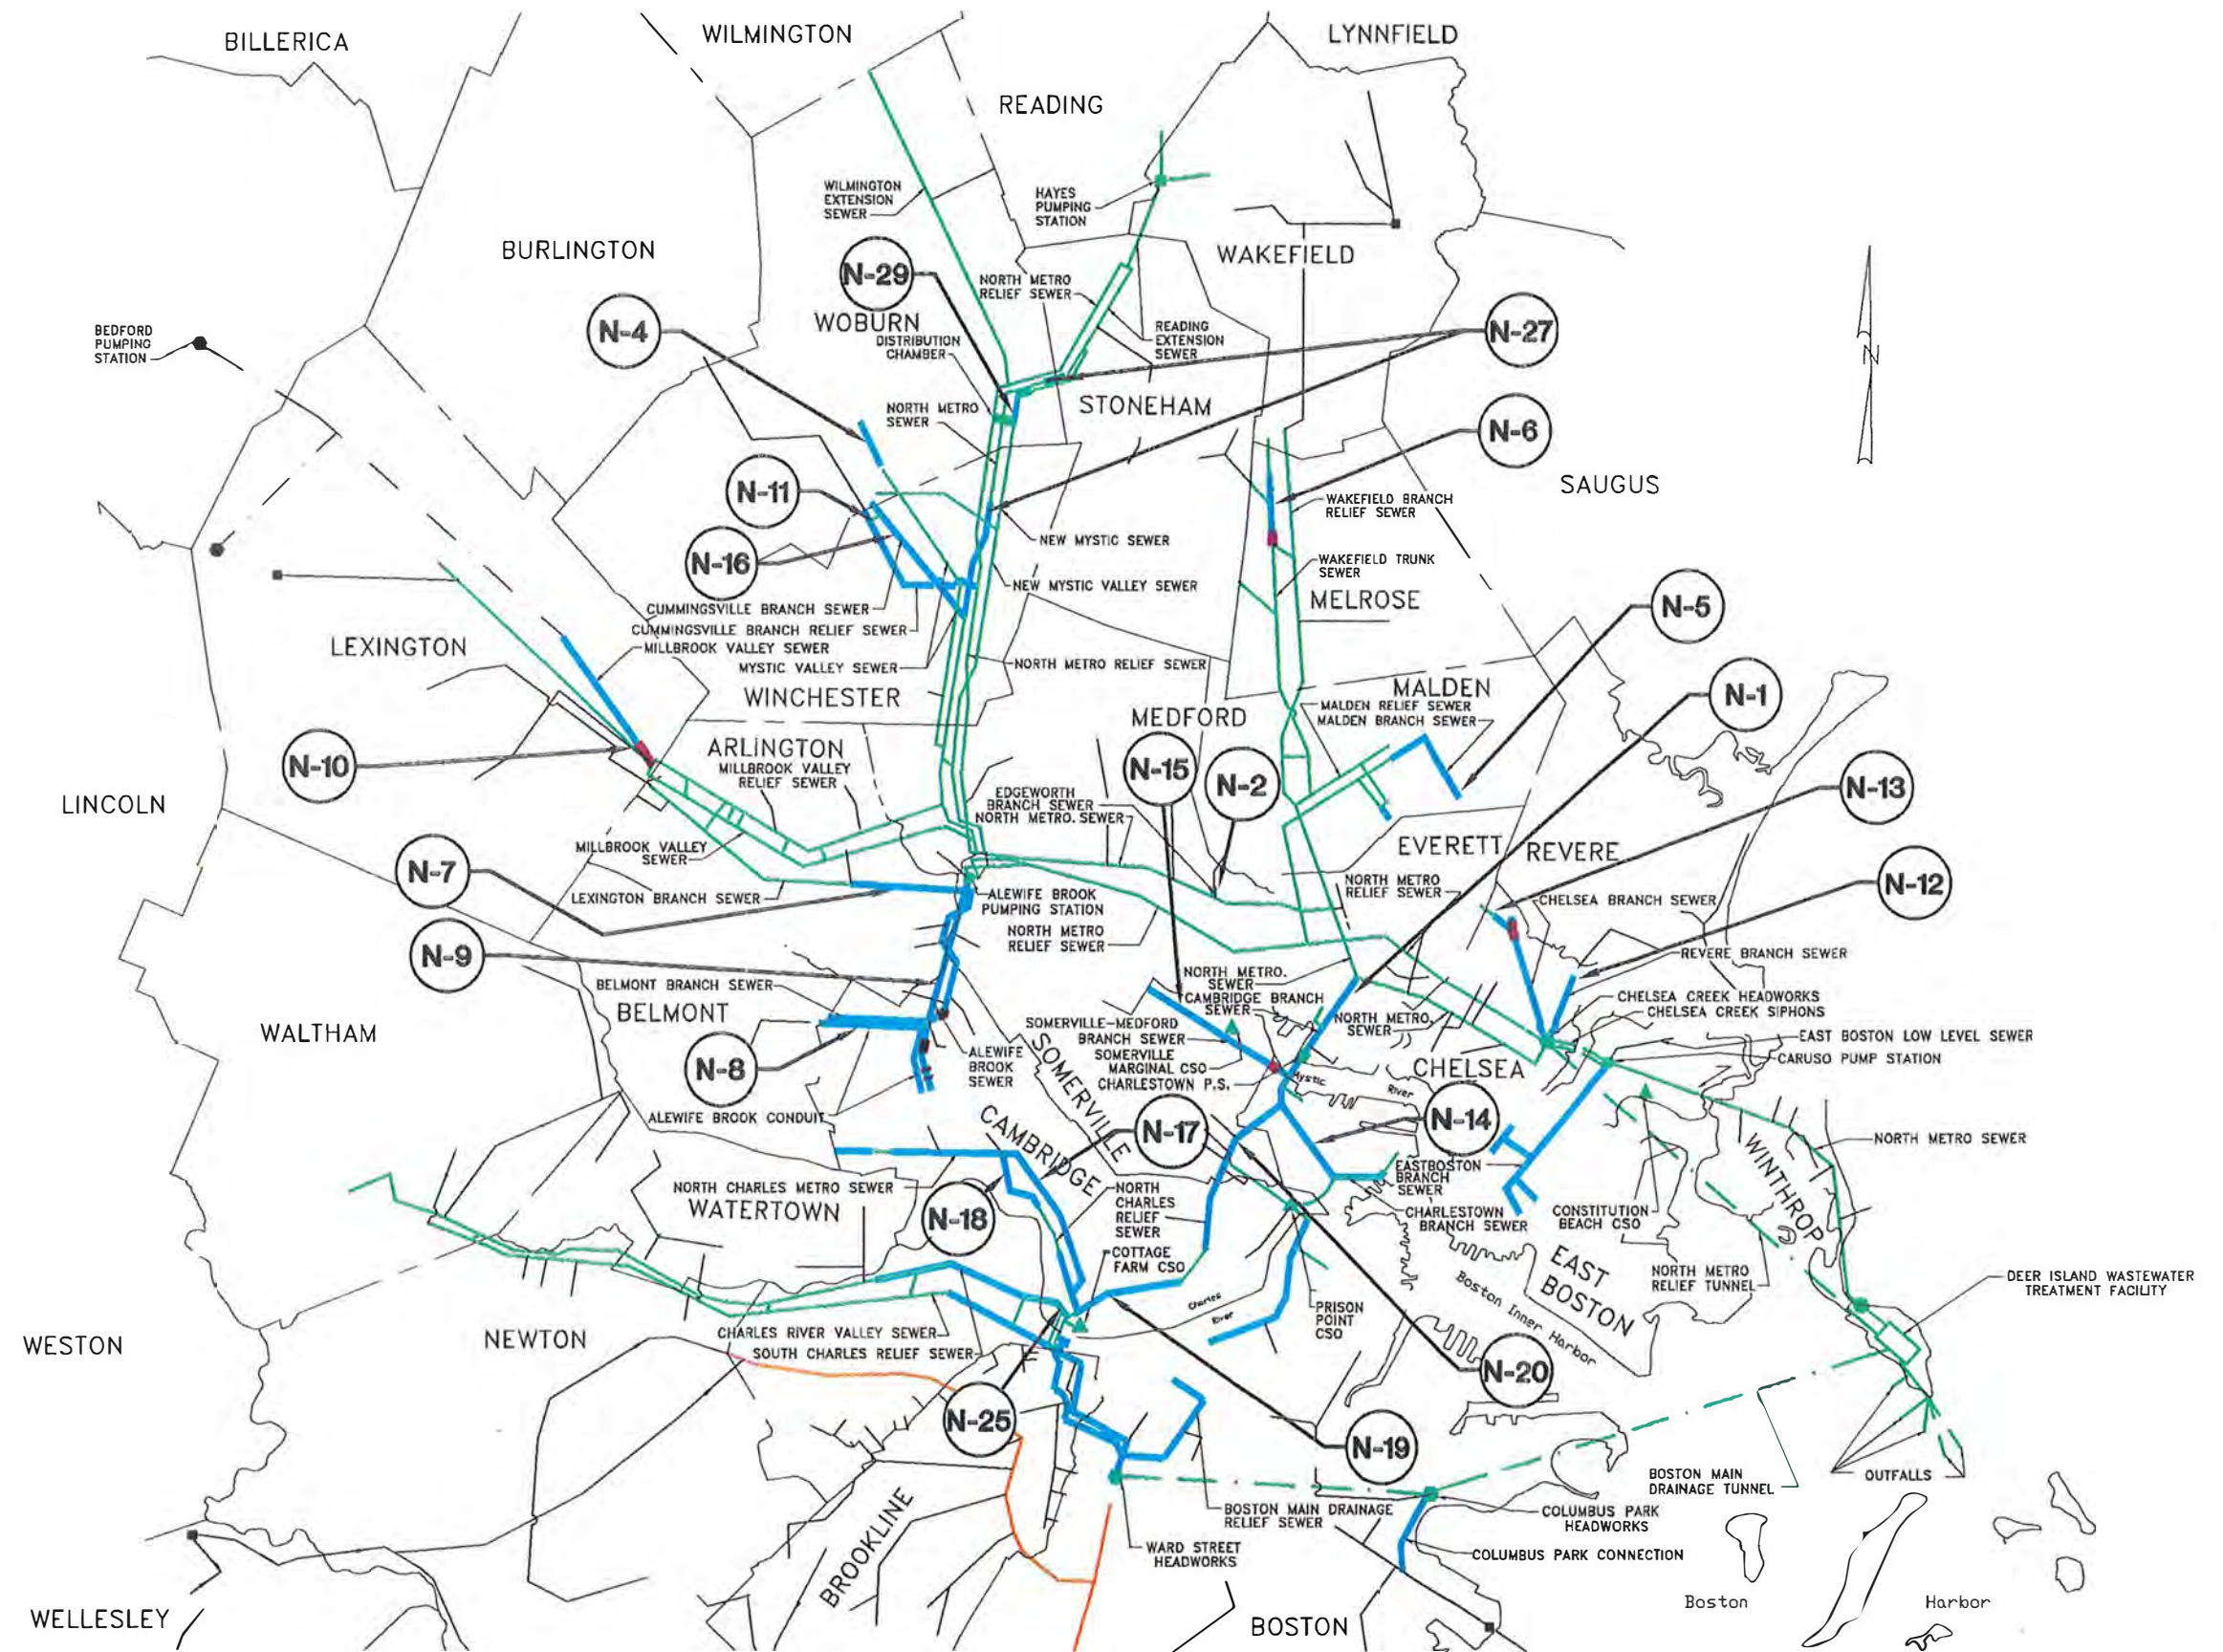 BILLERICA
WILMINGTON
LYNNFIELD
READING
WILMINGTON
EXTENSION
SEWER
HAYES
PUMPING
STATION
BURLINGTON
WAKEFIELD
N-29
NORTH METRO
RELIEF SEWER
N-4
WOBURN
N-27
BEDFORD
PUMPING
STATION
DISTRIBUTION
CHAMBER
READING
EXTENSION
SEWER
NORTH METRO
SEWER
STONEHAM
N-6
N-11
SAUGUS
WAKEFIELD BRANCH
RELIEF SEWER
NEW MYSTIC SEWER
N-16
WAKEFIELD TRUNK
SEWER
NEW MYSTIC VALLEY SEWER
MELROSE
N-5
CUMMINGSVILLE BRANCH SEWER
CUMMINGSVILLE BRANCH RELIEF SEWER
LEXINGTON
MILLBROOK VALLEY SEWER
MYSTIC VALLEY SEWER
NORTH METRO RELIEF SEWER
WINCHESTER
MALDEN
N-1
MALDEN RELIEF SEWER
MALDEN BRANCH SEWER
MEDFORD
N-10
ARLINGTON
MILLBROOK VALLEY
RELIEF SEWER
N-15
N-2
N-13
LINCOLN
EDGEWORTH
BRANCH SEWER
NORTH METRO. SEWER
MILLBROOK VALLEY
SEWER
EVERETT
REVERE
N-7
N-12
LEXINGTON BRANCH SEWER
ALEWIFE BROOK
PUMPING STATION
NORTH METRO
RELIEF SEWER
CHELSEA BRANCH SEWER
NORTH METRO
RELIEF SEWER
N-9
REVERE BRANCH SEWER
BELMONT BRANCH SEWER
NORTH METRO.
SEWER
CAMBRIDGE BRANCH
SEWER
CHELSEA CREEK HEADWORKS
CHELSEA CREEK SIPHONS
BELMONT
WALTHAM
SOMERVILLE-MEDFORD
BRANCH SEWER
NORTH METRO.
SEWER
EAST BOSTON LOW LEVEL SEWER
CARUSO PUMP STATION
SOMERVILLE
MARGINAL CSO
CHARLESTOWN P.S.
N-8
ALEWIFE
BROOK
SEWER
SOMERVILLE
CHELSEA
Mystic
River
ALEWIFE BROOK CONDUIT
CAMBRIDGE
N-17
N-14
NORTH METRO SEWER
WINTHROP
EASTBOSTON
BRANCH
SEWER
NORTH CHARLES METRO SEWER
WATERTOWN
N-18
NORTH
CHARLES
RELIEF
SEWER
CHARLESTOWN
BRANCH SEWER
CONSTITUTION
BEACH CSO
COTTAGE
FARM CSO
EAST
BOSTON
NORTH METRO
RELIEF TUNNEL
DEER ISLAND WASTEWATER
TREATMENT FACILITY
Boston Inner Harbor
Charles
River
PRISON
POINT
CSO
WESTON
NEWTON
CHARLES RIVER VALLEY SEWER
SOUTH CHARLES RELIEF SEWER
N-20
N-25
N-19
BOSTON MAIN
DRAINAGE TUNNEL
OUTFALLS
BROOKLINE
BOSTON MAIN DRAINAGE
RELIEF SEWER
COLUMBUS PARK
HEADWORKS
WARD STREET
HEADWORKS
COLUMBUS PARK CONNECTION
WELLESLEY
BOSTON
Boston
Harbor
N